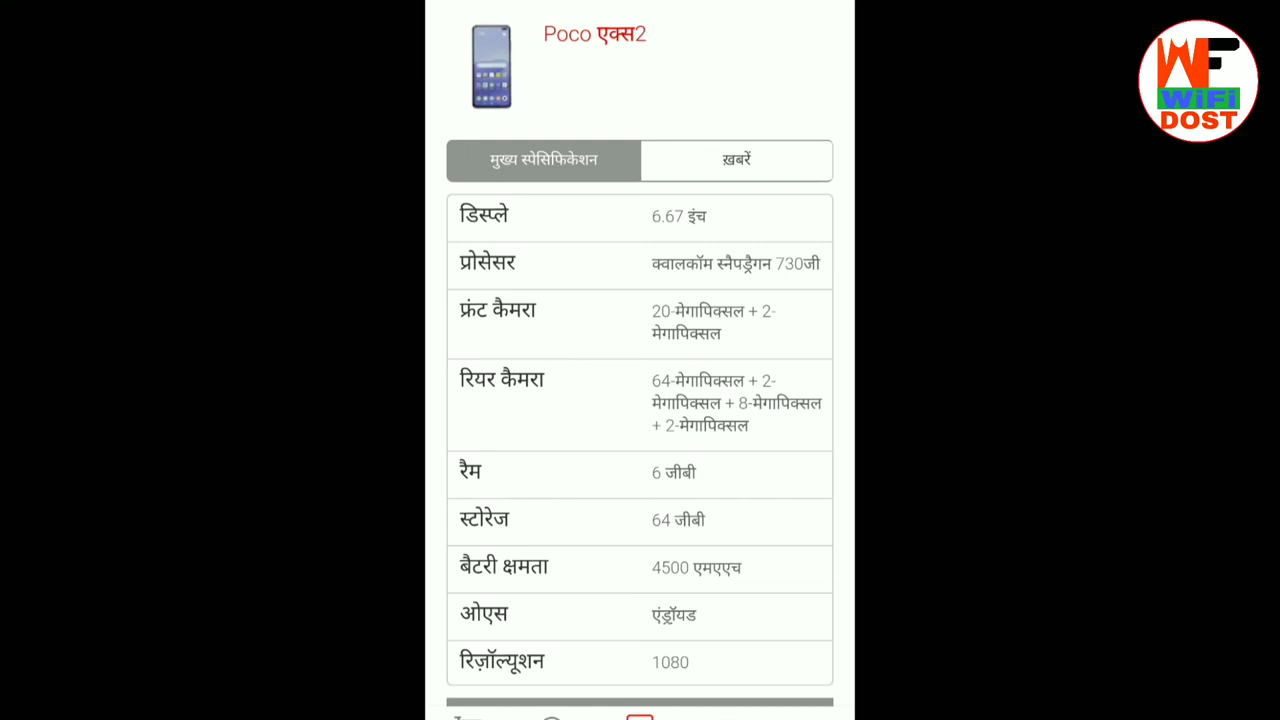 Poco एक्स2
WF
WiFi
DOST
मुख्य स्पेसिफिकेशन
ख़बरें
डिस्प्ले
6.67 इंच
प्रोसेसर
क्वालकॉम स्नैपड्रैगन 730जी
फ्रंट कैमरा
20-मेगापिक्सल + 2-
मेगापिक्सल
रियर कैमरा
64-मेगापिक्सल + 2-
मेगापिक्सल + 8-मेगापिक्सल
+ 2-मेगापिक्सल
रैम
6 जीबी
स्टोरेज
64 जीबी
बैटरी क्षमता
4500 एमएएच
ओएस
एंड्रॉयड
रिज़ॉल्यूशन
1080